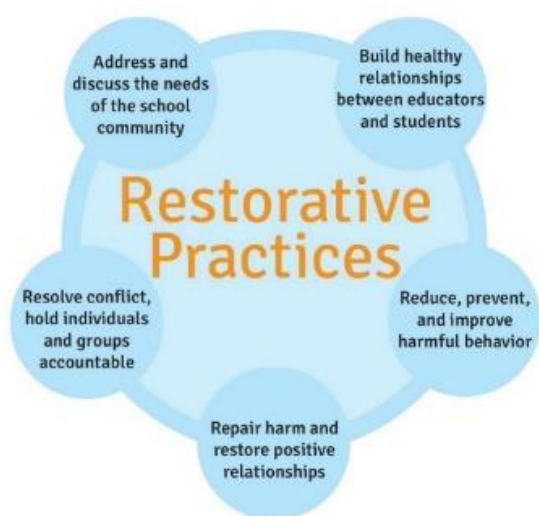 Address and
discuss the needs
of the school
community
Build healthy
relationships
between educators
and students
Restorative
Practices
Resolve conflict,
hold individuals
and groups
accountable
Reduce, prevent,
and improve
harmful behavior
Repair harm and
restore positive
relationships